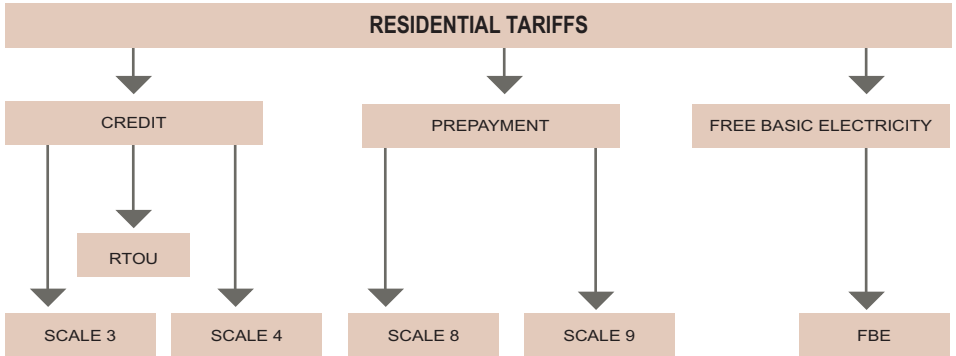 RESIDENTIAL TARIFFS
CREDIT
PREPAYMENT
FREE BASIC ELECTRICITY
RTOU
SCALE 3
SCALE 4
SCALE 8
SCALE 9
FBE